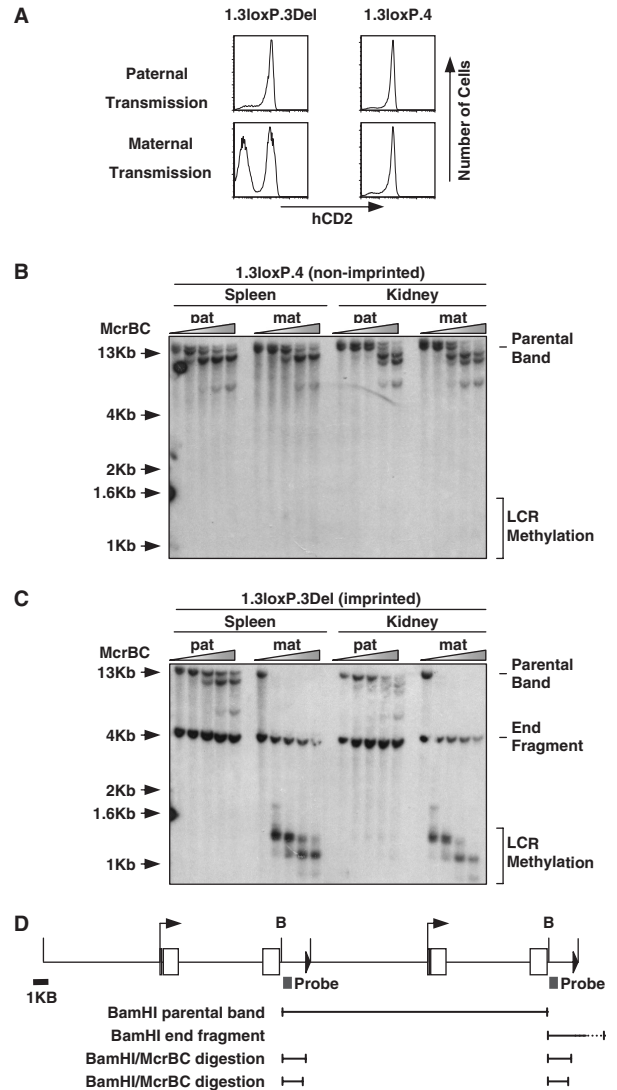 A
1.3loxP.3Del 1.3loxP.4
Paternal
Transmission
Maternal
Transmission
Number of Cells
hCD2
B
1.3loxP.4 (non-imprinted)
Spleen Kidney
pat mat pat mat
McrBC
13Kb
4Kb
2Kb
1.6Kb
1Kb
Parental
Band
LCR
Methylation
C
1.3loxP.3Del (imprinted)
Spleen Kidney
pat mat pat mat
McrBC
13Kb
4Kb
2Kb
1.6Kb
1Kb
Parental
Band
End
Fragment
LCR
Methylation
D
B B
Probe Probe
1KB
BamHI parental band
BamHI end fragment
BamHI/McrBC digestion
BamHI/McrBC digestion